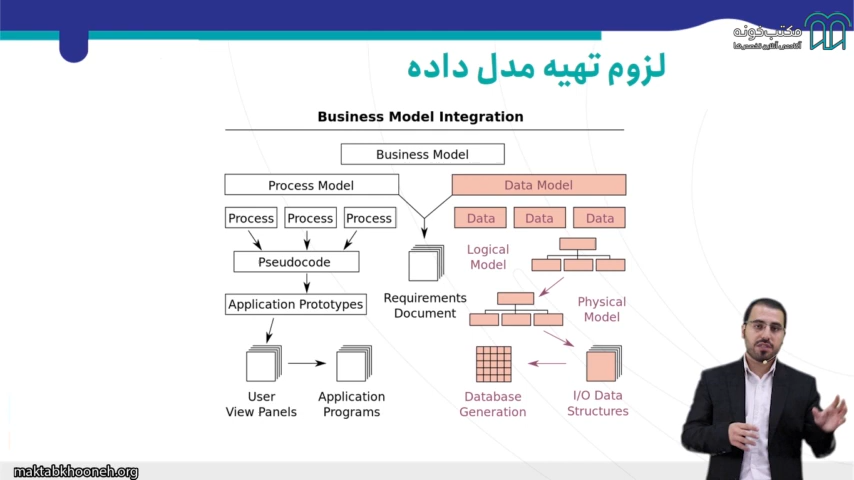 مکتب‌خونه
آکادمی آنلاین تخصص‌ها
لزوم تهیه مدل داده
Business Model Integration
Business Model
Process Model
Data Model
Process
Process
Process
Data
Data
Data
Pseudocode
Logical
Model
Application Prototypes
Requirements
Document
Physical
Model
User
View Panels
Application
Programs
Database
Generation
I/O Data
Structures
maktabkhooneh.org